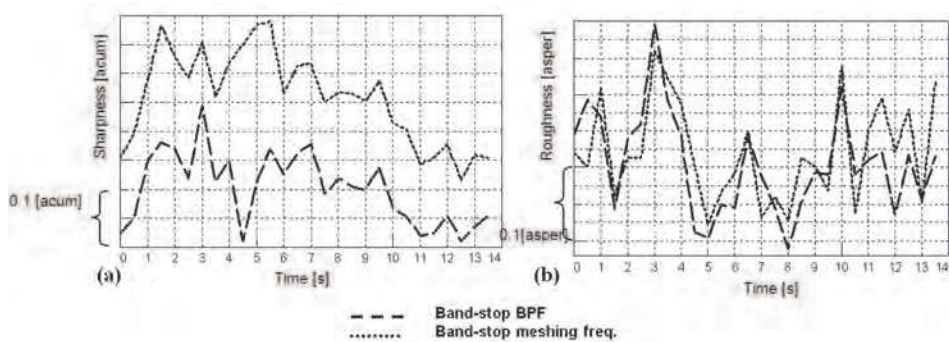 Sharpness [acum]
0.1 [acum]
0 1 2 3 4 5 6 7 8 9 10 11 12 13 14
(a)
Time [s]
Roughness [asper]
0.1[asper]
0 1 2 3 4 5 6 7 8 9 10 11 12 13 14
(b)
Time [s]
Band-stop BPF
Band-stop meshing freq.